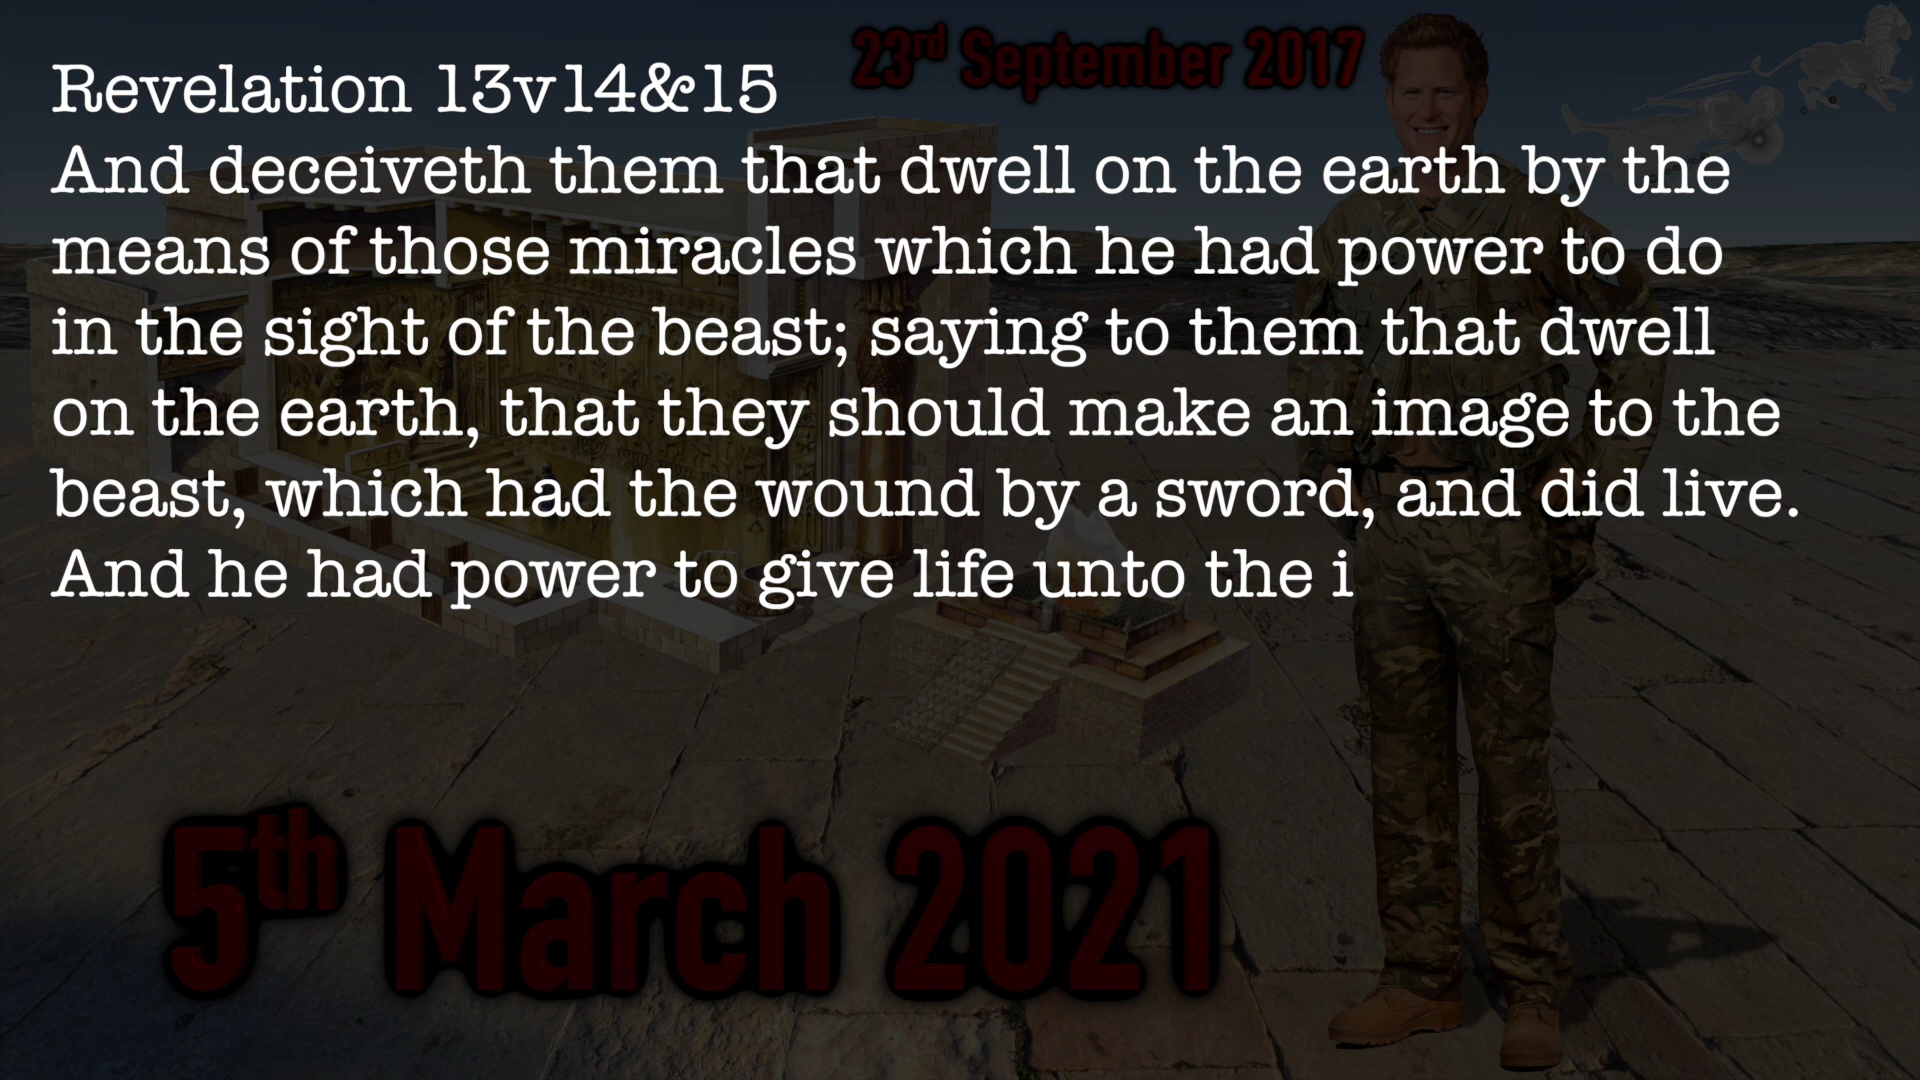 23rd September 2017
Revelation 13v14&15
And deceiveth them that dwell on the earth by the
means of those miracles which he had power to do
in the sight of the beast; saying to them that dwell
on the earth, that they should make an image to the
beast, which had the wound by a sword, and did live.
And he had power to give life unto the i
5th March 2021